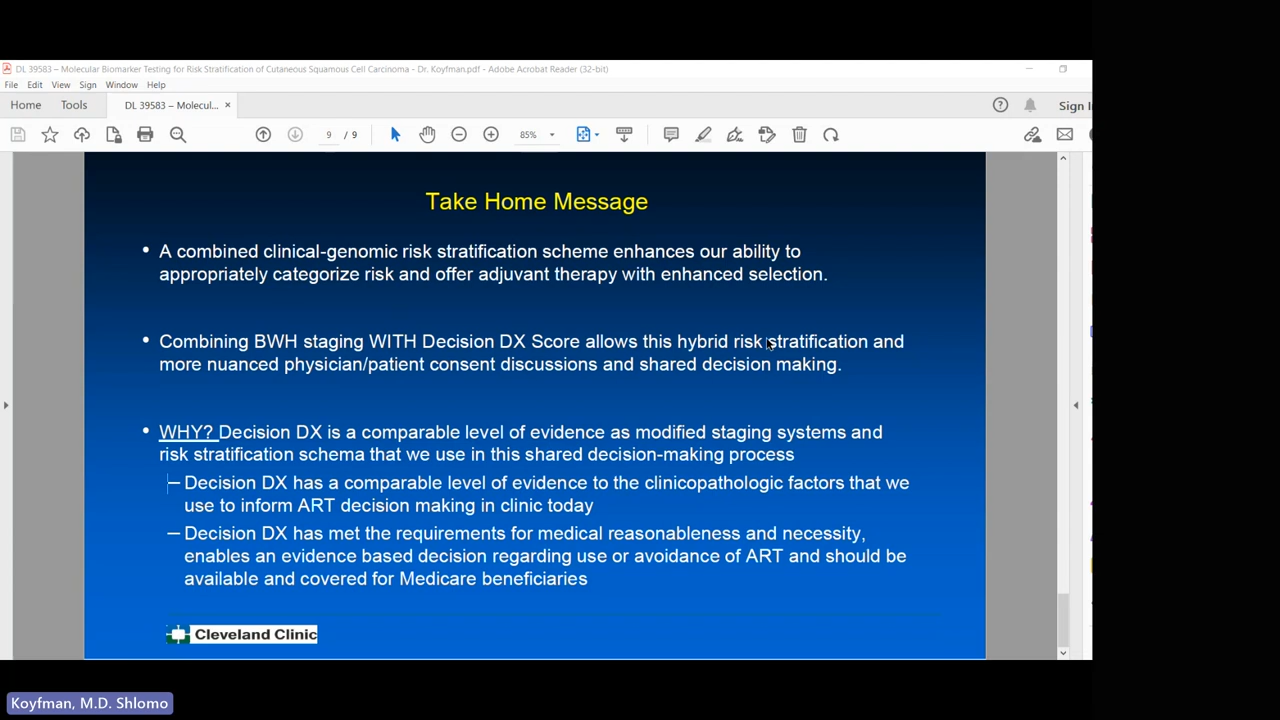 DL 39583 – Molecular Biomarker Testing for Risk Stratification of Cutaneous Squamous Cell Carcinoma - Dr. Koyfman.pdf - Adobe Acrobat Reader (32-bit)
File Edit View Sign Window Help
Home Tools DL 39583 – Molecul... × Sign In
9 / 9 85%
Take Home Message
• A combined clinical-genomic risk stratification scheme enhances our ability to
appropriately categorize risk and offer adjuvant therapy with enhanced selection.
• Combining BWH staging WITH Decision DX Score allows this hybrid risk stratification and
more nuanced physician/patient consent discussions and shared decision making.
• WHY? Decision DX is a comparable level of evidence as modified staging systems and
risk stratification schema that we use in this shared decision-making process
– Decision DX has a comparable level of evidence to the clinicopathologic factors that we
use to inform ART decision making in clinic today
– Decision DX has met the requirements for medical reasonableness and necessity,
enables an evidence based decision regarding use or avoidance of ART and should be
available and covered for Medicare beneficiaries
Cleveland Clinic
Koyfman, M.D. Shlomo